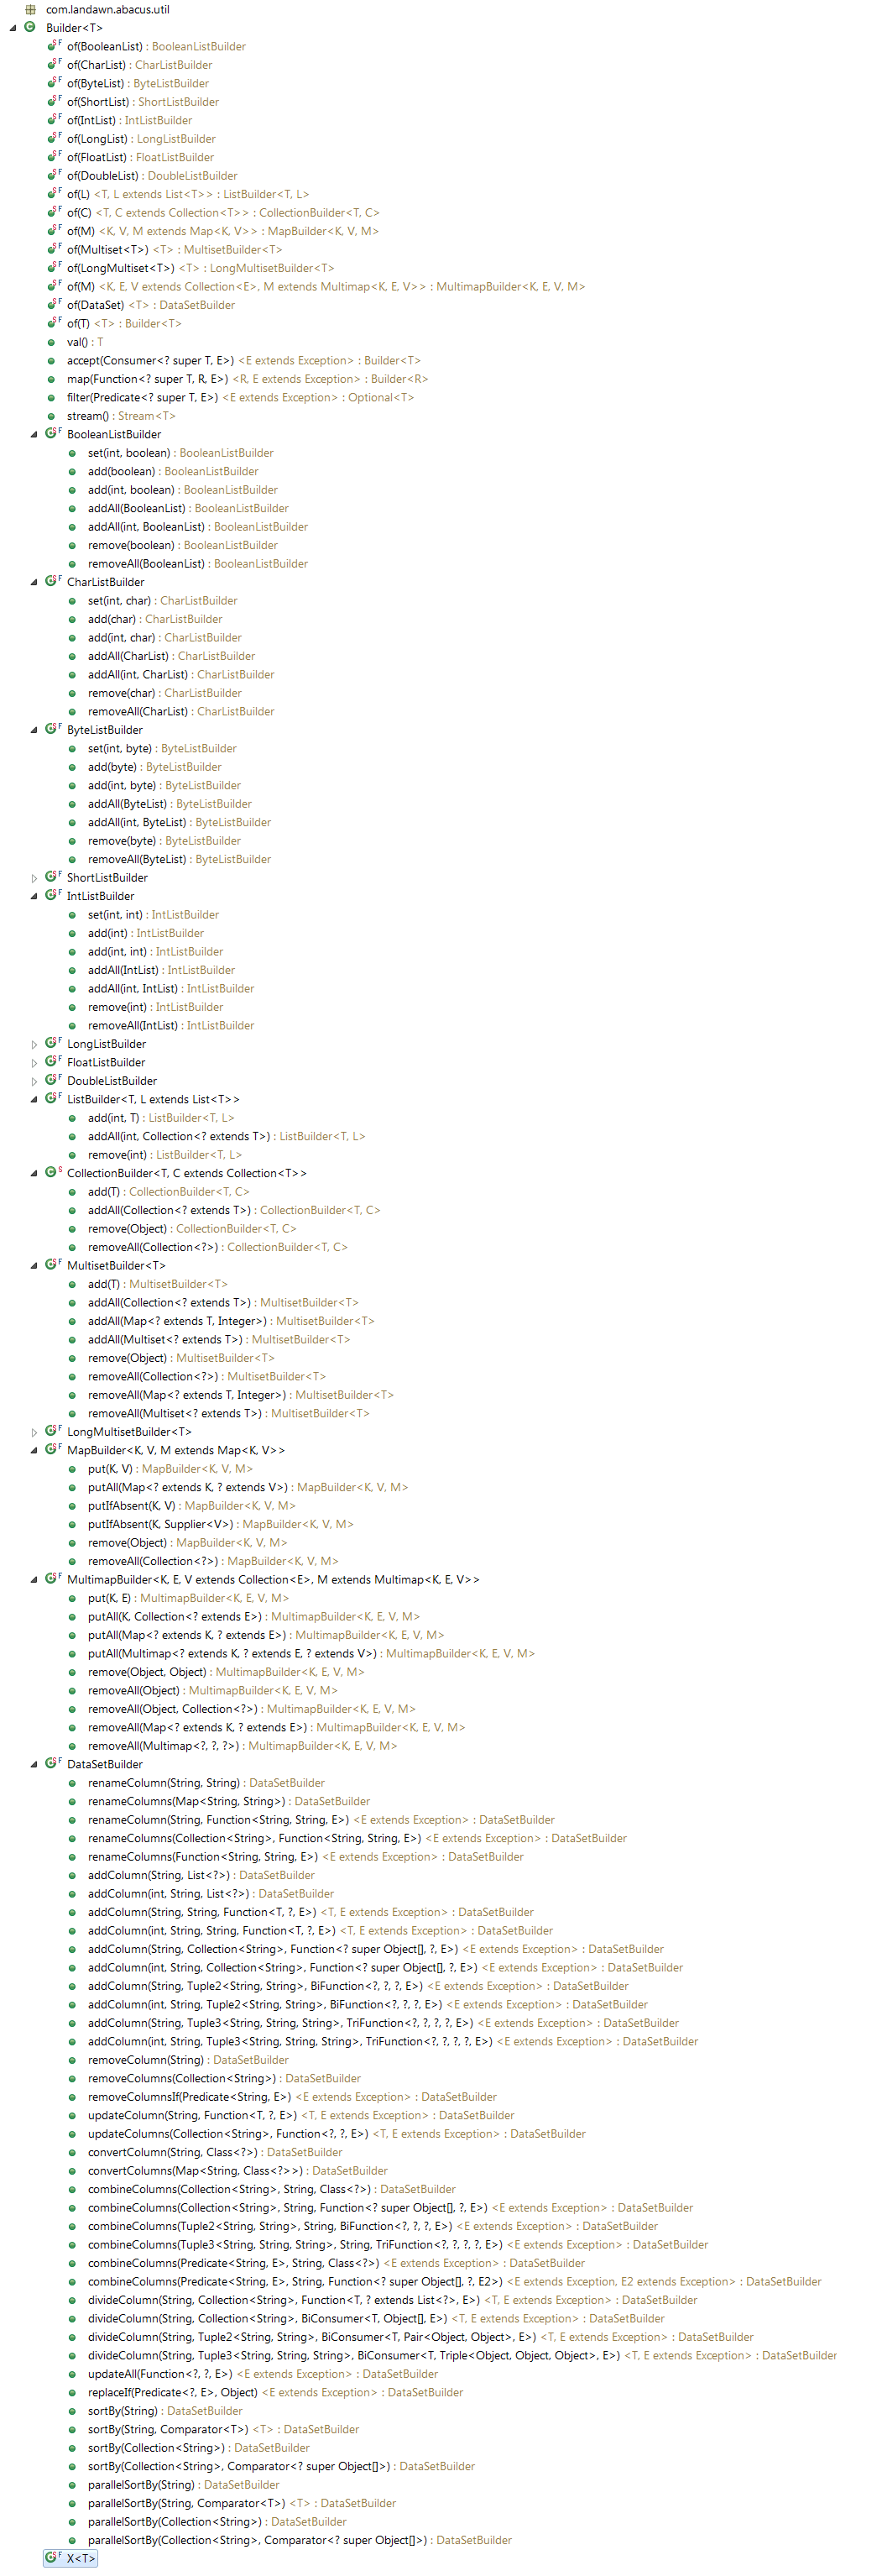 com.landawn.abacus.util
Builder<T>
of(BooleanList) : BooleanListBuilder
of(CharList) : CharListBuilder
of(ByteList) : ByteListBuilder
of(ShortList) : ShortListBuilder
of(IntList) : IntListBuilder
of(LongList) : LongListBuilder
of(FloatList) : FloatListBuilder
of(DoubleList) : DoubleListBuilder
of(L) <T, L extends List<T>> : ListBuilder<T, L>
of(C) <T, C extends Collection<T>> : CollectionBuilder<T, C>
of(M) <K, V, M extends Map<K, V>> : MapBuilder<K, V, M>
of(Multiset<T>) <T> : MultisetBuilder<T>
of(LongMultiset<T>) <T> : LongMultisetBuilder<T>
of(M) <K, E, V extends Collection<E>, M extends Multimap<K, E, V>> : MultimapBuilder<K, E, V, M>
of(DataSet) <T> : DataSetBuilder
of(T) <T> : Builder<T>
val() : T
accept(Consumer<? super T, E>) <E extends Exception> : Builder<T>
map(Function<? super T, R, E>) <R, E extends Exception> : Builder<R>
filter(Predicate<? super T, E>) <E extends Exception> : Optional<T>
stream() : Stream<T>
BooleanListBuilder
set(int, boolean) : BooleanListBuilder
add(boolean) : BooleanListBuilder
add(int, boolean) : BooleanListBuilder
addAll(BooleanList) : BooleanListBuilder
addAll(int, BooleanList) : BooleanListBuilder
remove(boolean) : BooleanListBuilder
removeAll(BooleanList) : BooleanListBuilder
CharListBuilder
set(int, char) : CharListBuilder
add(char) : CharListBuilder
add(int, char) : CharListBuilder
addAll(CharList) : CharListBuilder
addAll(int, CharList) : CharListBuilder
remove(char) : CharListBuilder
removeAll(CharList) : CharListBuilder
ByteListBuilder
set(int, byte) : ByteListBuilder
add(byte) : ByteListBuilder
add(int, byte) : ByteListBuilder
addAll(ByteList) : ByteListBuilder
addAll(int, ByteList) : ByteListBuilder
remove(byte) : ByteListBuilder
removeAll(ByteList) : ByteListBuilder
ShortListBuilder
IntListBuilder
set(int, int) : IntListBuilder
add(int) : IntListBuilder
add(int, int) : IntListBuilder
addAll(IntList) : IntListBuilder
addAll(int, IntList) : IntListBuilder
remove(int) : IntListBuilder
removeAll(IntList) : IntListBuilder
LongListBuilder
FloatListBuilder
DoubleListBuilder
ListBuilder<T, L extends List<T>>
add(int, T) : ListBuilder<T, L>
addAll(int, Collection<? extends T>) : ListBuilder<T, L>
remove(int) : ListBuilder<T, L>
CollectionBuilder<T, C extends Collection<T>>
add(T) : CollectionBuilder<T, C>
addAll(Collection<? extends T>) : CollectionBuilder<T, C>
remove(Object) : CollectionBuilder<T, C>
removeAll(Collection<?>) : CollectionBuilder<T, C>
MultisetBuilder<T>
add(T) : MultisetBuilder<T>
addAll(Collection<? extends T>) : MultisetBuilder<T>
addAll(Map<? extends T, Integer>) : MultisetBuilder<T>
addAll(Multiset<? extends T>) : MultisetBuilder<T>
remove(Object) : MultisetBuilder<T>
removeAll(Collection<?>) : MultisetBuilder<T>
removeAll(Map<? extends T, Integer>) : MultisetBuilder<T>
removeAll(Multiset<? extends T>) : MultisetBuilder<T>
LongMultisetBuilder<T>
MapBuilder<K, V, M extends Map<K, V>>
put(K, V) : MapBuilder<K, V, M>
putAll(Map<? extends K, ? extends V>) : MapBuilder<K, V, M>
putIfAbsent(K, V) : MapBuilder<K, V, M>
putIfAbsent(K, Supplier<V>) : MapBuilder<K, V, M>
remove(Object) : MapBuilder<K, V, M>
removeAll(Collection<?>) : MapBuilder<K, V, M>
MultimapBuilder<K, E, V extends Collection<E>, M extends Multimap<K, E, V>>
put(K, E) : MultimapBuilder<K, E, V, M>
putAll(K, Collection<? extends E>) : MultimapBuilder<K, E, V, M>
putAll(Map<? extends K, ? extends E>) : MultimapBuilder<K, E, V, M>
putAll(Multimap<? extends K, ? extends E, ? extends V>) : MultimapBuilder<K, E, V, M>
remove(Object, Object) : MultimapBuilder<K, E, V, M>
removeAll(Object) : MultimapBuilder<K, E, V, M>
removeAll(Object, Collection<?>) : MultimapBuilder<K, E, V, M>
removeAll(Map<? extends K, ? extends E>) : MultimapBuilder<K, E, V, M>
removeAll(Multimap<?, ?, ?>) : MultimapBuilder<K, E, V, M>
DataSetBuilder
renameColumn(String, String) : DataSetBuilder
renameColumns(Map<String, String>) : DataSetBuilder
renameColumn(String, Function<String, String, E>) <E extends Exception> : DataSetBuilder
renameColumns(Collection<String>, Function<String, String, E>) <E extends Exception> : DataSetBuilder
renameColumns(Function<String, String, E>) <E extends Exception> : DataSetBuilder
addColumn(String, List<?>) : DataSetBuilder
addColumn(int, String, List<?>) : DataSetBuilder
addColumn(String, String, Function<T, ?, E>) <T, E extends Exception> : DataSetBuilder
addColumn(int, String, String, Function<T, ?, E>) <T, E extends Exception> : DataSetBuilder
addColumn(String, Collection<String>, Function<? super Object[], ?, E>) <E extends Exception> : DataSetBuilder
addColumn(int, String, Collection<String>, Function<? super Object[], ?, E>) <E extends Exception> : DataSetBuilder
addColumn(String, Tuple2<String, String>, BiFunction<?, ?, ?, E>) <E extends Exception> : DataSetBuilder
addColumn(int, String, Tuple2<String, String>, BiFunction<?, ?, ?, E>) <E extends Exception> : DataSetBuilder
addColumn(String, Tuple3<String, String, String>, TriFunction<?, ?, ?, ?, E>) <E extends Exception> : DataSetBuilder
addColumn(int, String, Tuple3<String, String, String>, TriFunction<?, ?, ?, ?, E>) <E extends Exception> : DataSetBuilder
removeColumn(String) : DataSetBuilder
removeColumns(Collection<String>) : DataSetBuilder
removeColumnsIf(Predicate<String, E>) <E extends Exception> : DataSetBuilder
updateColumn(String, Function<T, ?, E>) <T, E extends Exception> : DataSetBuilder
updateColumns(Collection<String>, Function<?, ?, E>) <T, E extends Exception> : DataSetBuilder
convertColumn(String, Class<?>) : DataSetBuilder
convertColumns(Map<String, Class<?>>) : DataSetBuilder
combineColumns(Collection<String>, String, Class<?>) : DataSetBuilder
combineColumns(Collection<String>, String, Function<? super Object[], ?, E>) <E extends Exception> : DataSetBuilder
combineColumns(Tuple2<String, String>, String, BiFunction<?, ?, ?, E>) <E extends Exception> : DataSetBuilder
combineColumns(Tuple3<String, String, String>, String, TriFunction<?, ?, ?, ?, E>) <E extends Exception> : DataSetBuilder
combineColumns(Predicate<String, E>, String, Class<?>) <E extends Exception> : DataSetBuilder
combineColumns(Predicate<String, E>, String, Function<? super Object[], ?, E2>) <E extends Exception, E2 extends Exception> : DataSetBuilder
divideColumn(String, Collection<String>, Function<T, ? extends List<?>, E>) <T, E extends Exception> : DataSetBuilder
divideColumn(String, Collection<String>, BiConsumer<T, Object[], E>) <T, E extends Exception> : DataSetBuilder
divideColumn(String, Tuple2<String, String>, BiConsumer<T, Pair<Object, Object>, E>) <T, E extends Exception> : DataSetBuilder
divideColumn(String, Tuple3<String, String, String>, BiConsumer<T, Triple<Object, Object, Object>, E>) <T, E extends Exception> : DataSetBuilder
updateAll(Function<?, ?, E>) <E extends Exception> : DataSetBuilder
replaceIf(Predicate<?, E>, Object) <E extends Exception> : DataSetBuilder
sortBy(String) : DataSetBuilder
sortBy(String, Comparator<T>) <T> : DataSetBuilder
sortBy(Collection<String>) : DataSetBuilder
sortBy(Collection<String>, Comparator<? super Object[]>) : DataSetBuilder
parallelSortBy(String) : DataSetBuilder
parallelSortBy(String, Comparator<T>) <T> : DataSetBuilder
parallelSortBy(Collection<String>) : DataSetBuilder
parallelSortBy(Collection<String>, Comparator<? super Object[]>) : DataSetBuilder
X<T>